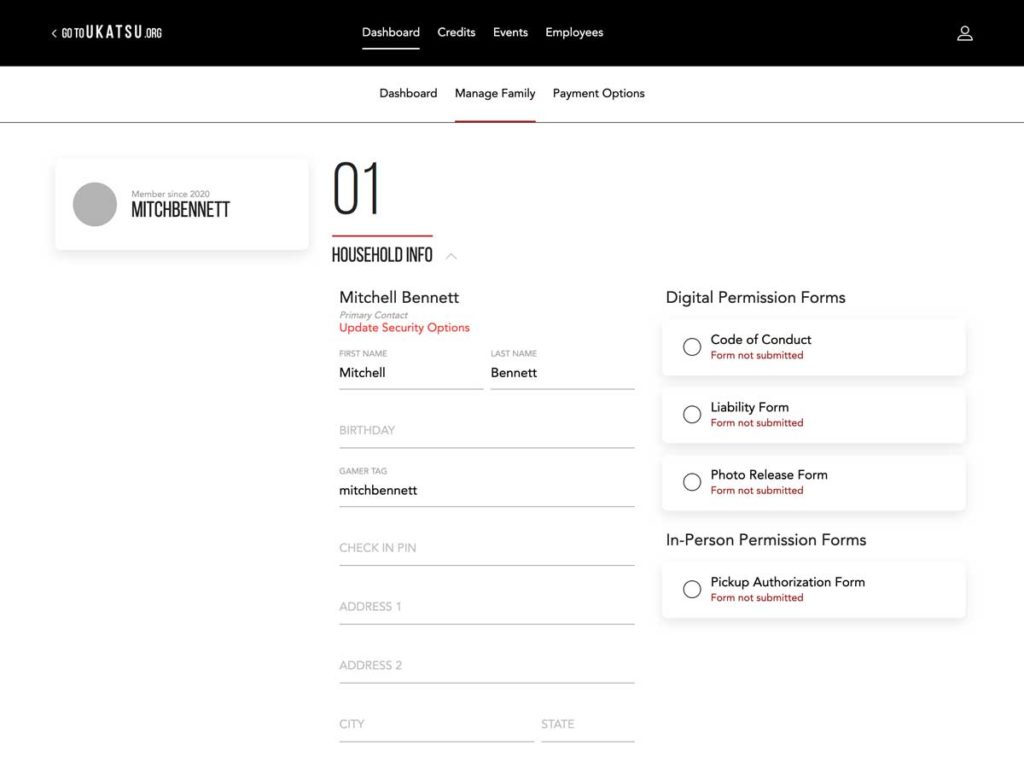 < GO TO UKATSU.ORG
Dashboard Credits Events Employees
Dashboard Manage Family Payment Options
Member since 2020
MITCHBENNETT
01
HOUSEHOLD INFO
Mitchell Bennett
Primary Contact
Update Security Options
FIRST NAME LAST NAME
Mitchell Bennett
BIRTHDAY
GAMER TAG
mitchbennett
CHECK IN PIN
ADDRESS 1
ADDRESS 2
CITY STATE
Digital Permission Forms
Code of Conduct
Form not submitted
Liability Form
Form not submitted
Photo Release Form
Form not submitted
In-Person Permission Forms
Pickup Authorization Form
Form not submitted